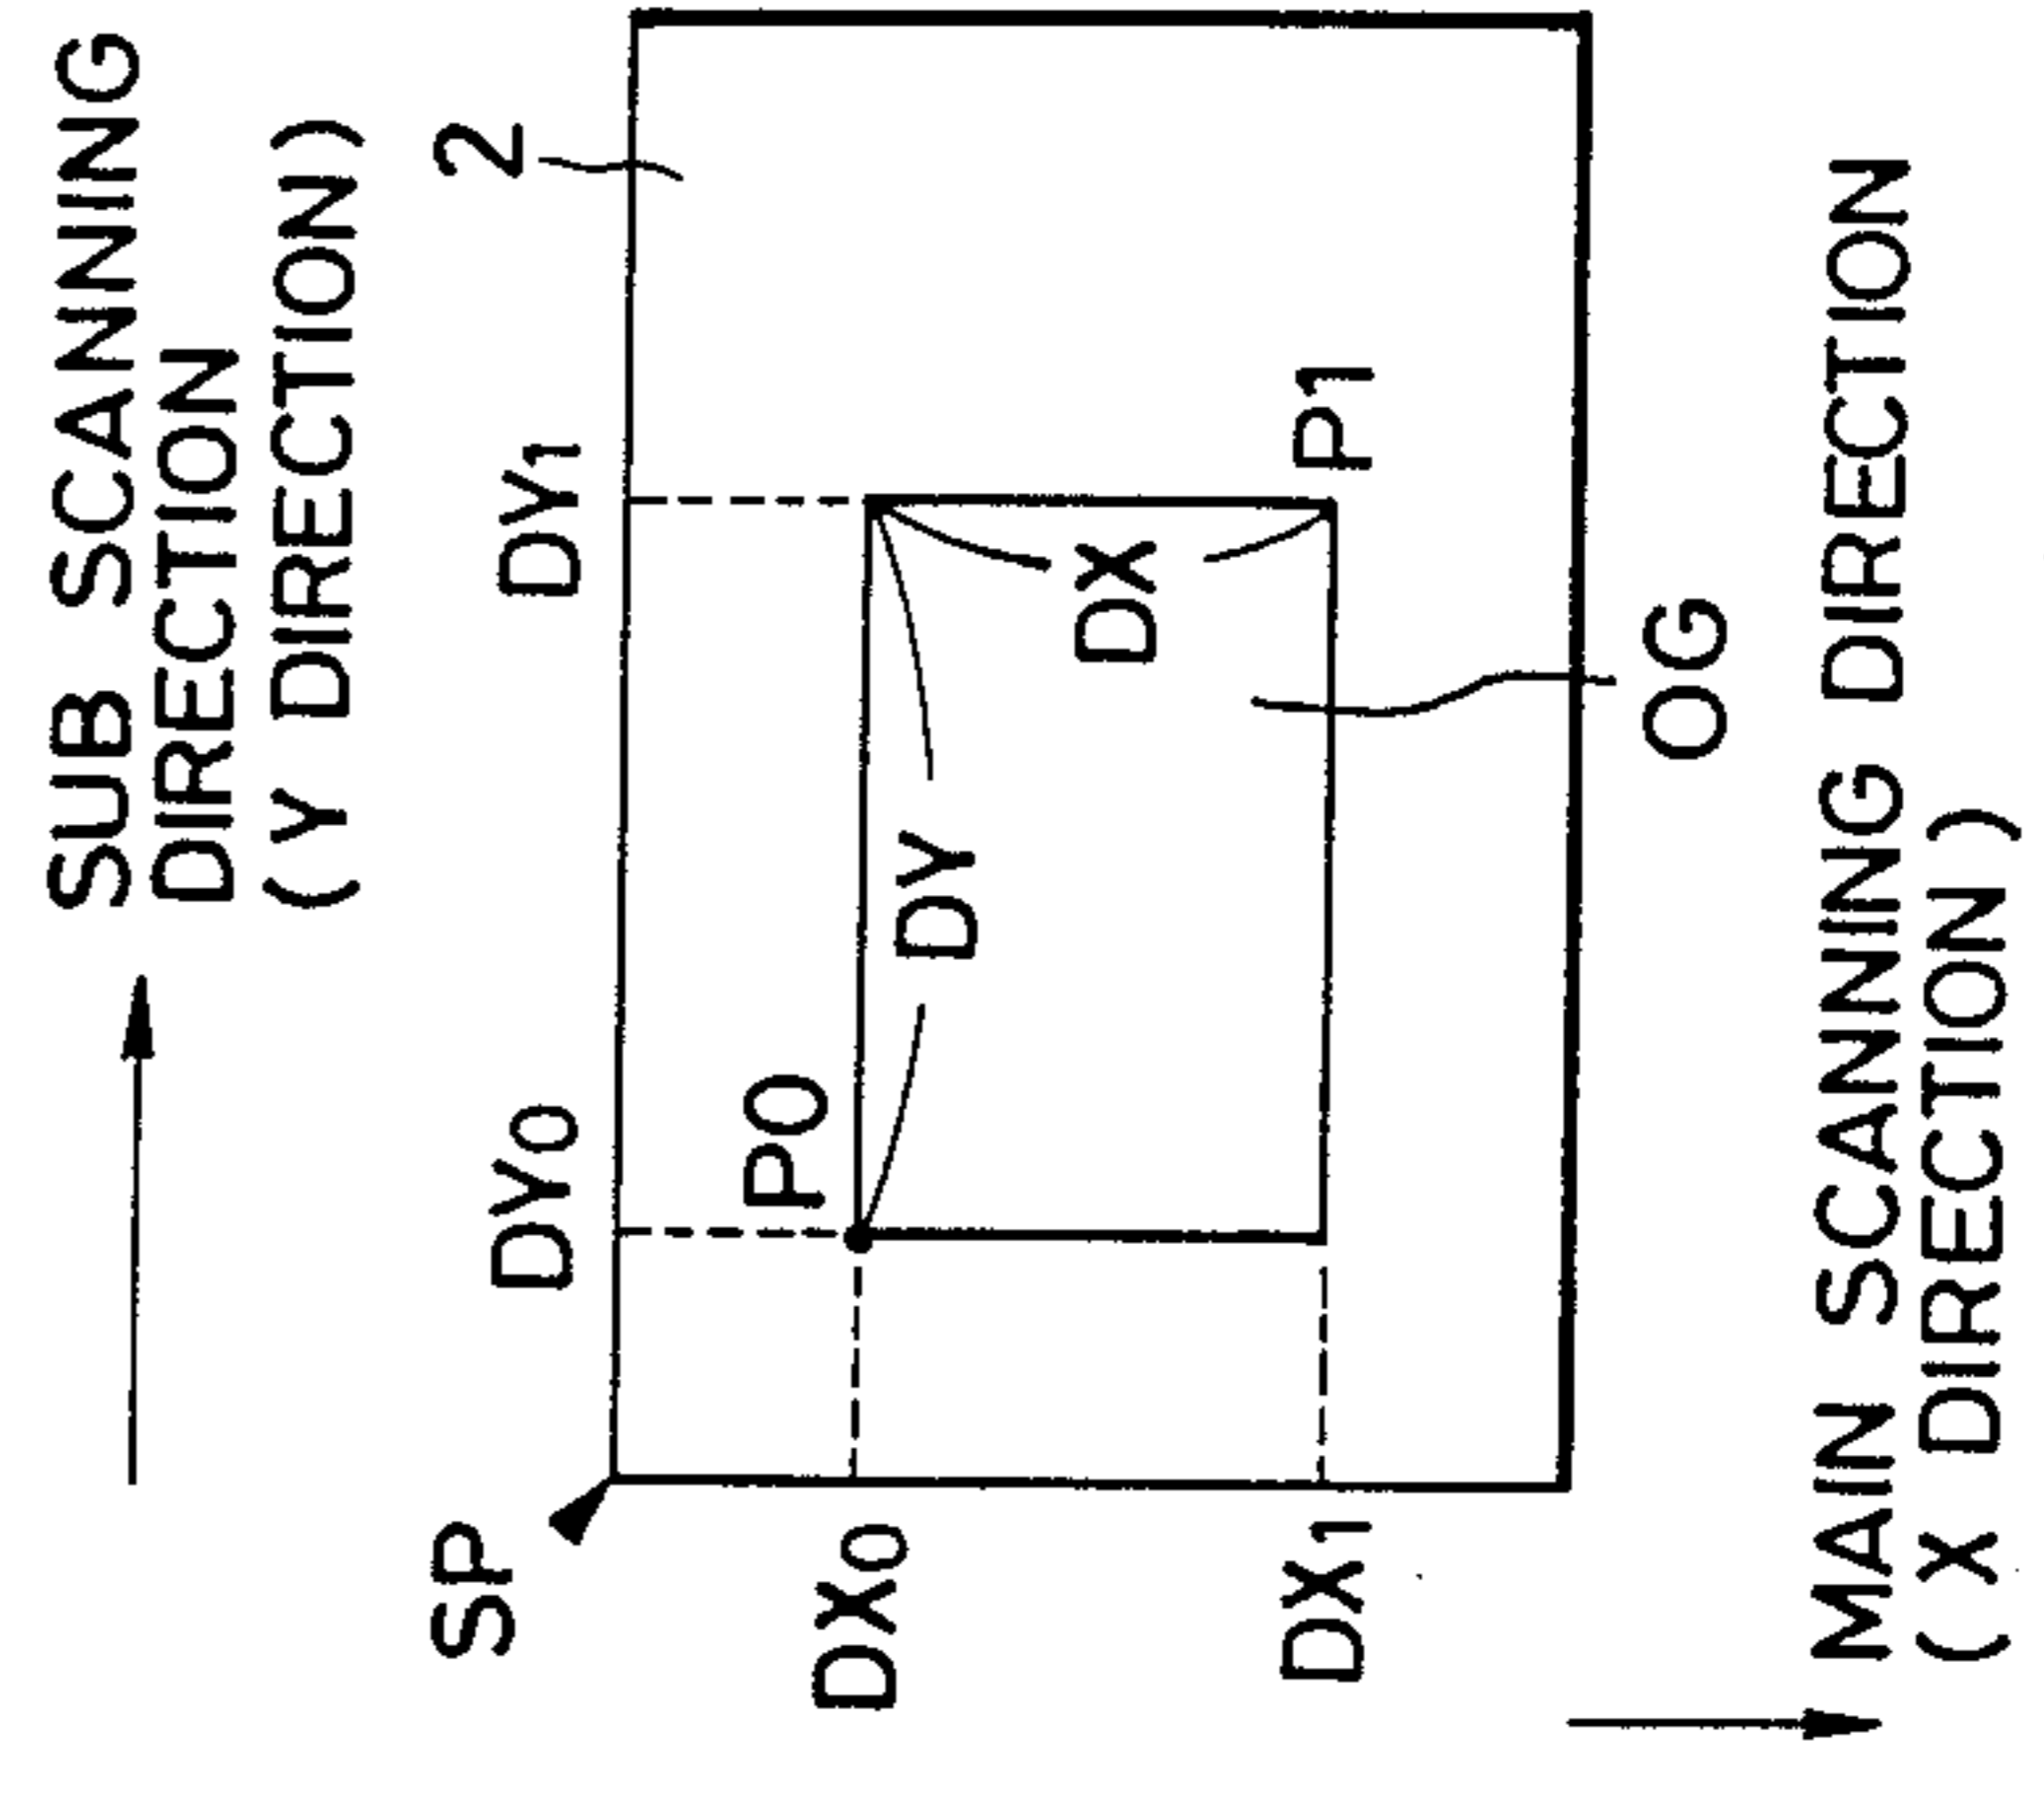 SUB SCANNING
DIRECTION
(Y DIRECTION)
2
DY1
DY0
SP
P0
DY
DX0
DX
P1
DX1
OG
MAIN SCANNING DIRECTION
(X DIRECTION)